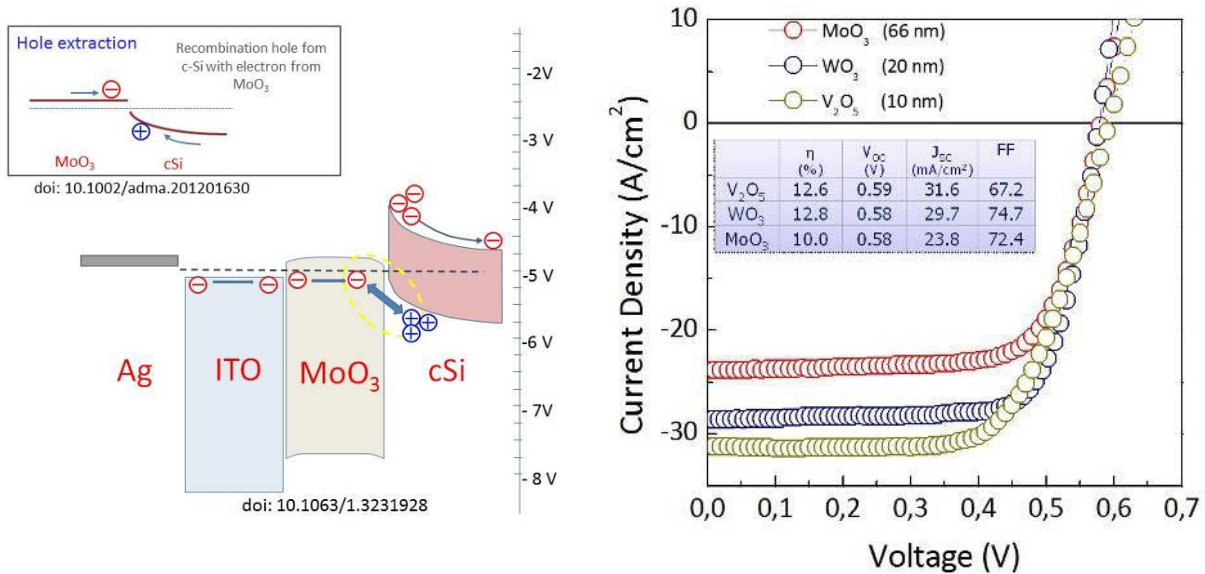 Hole extraction
Recombination hole fom
c-Si with electron from
MoO₃
MoO₃
cSi
doi: 10.1002/adma.201201630
-2V
-3 V
-4 V
-5 V
-6 V
- 7V
- 8 V
Ag
ITO
MoO₃
cSi
doi: 10.1063/1.3231928
Current Density (A/cm²)
10
0
-10
-20
-30
MoO₃ (66 nm)
WO₃ (20 nm)
V₂O₅ (10 nm)
η (%) V_OC (V) J_SC (mA/cm²) FF
V₂O₅ 12.6 0.59 31.6 67.2
WO₃ 12.8 0.58 29.7 74.7
MoO₃ 10.0 0.58 23.8 72.4
0,0 0,1 0,2 0,3 0,4 0,5 0,6 0,7
Voltage (V)